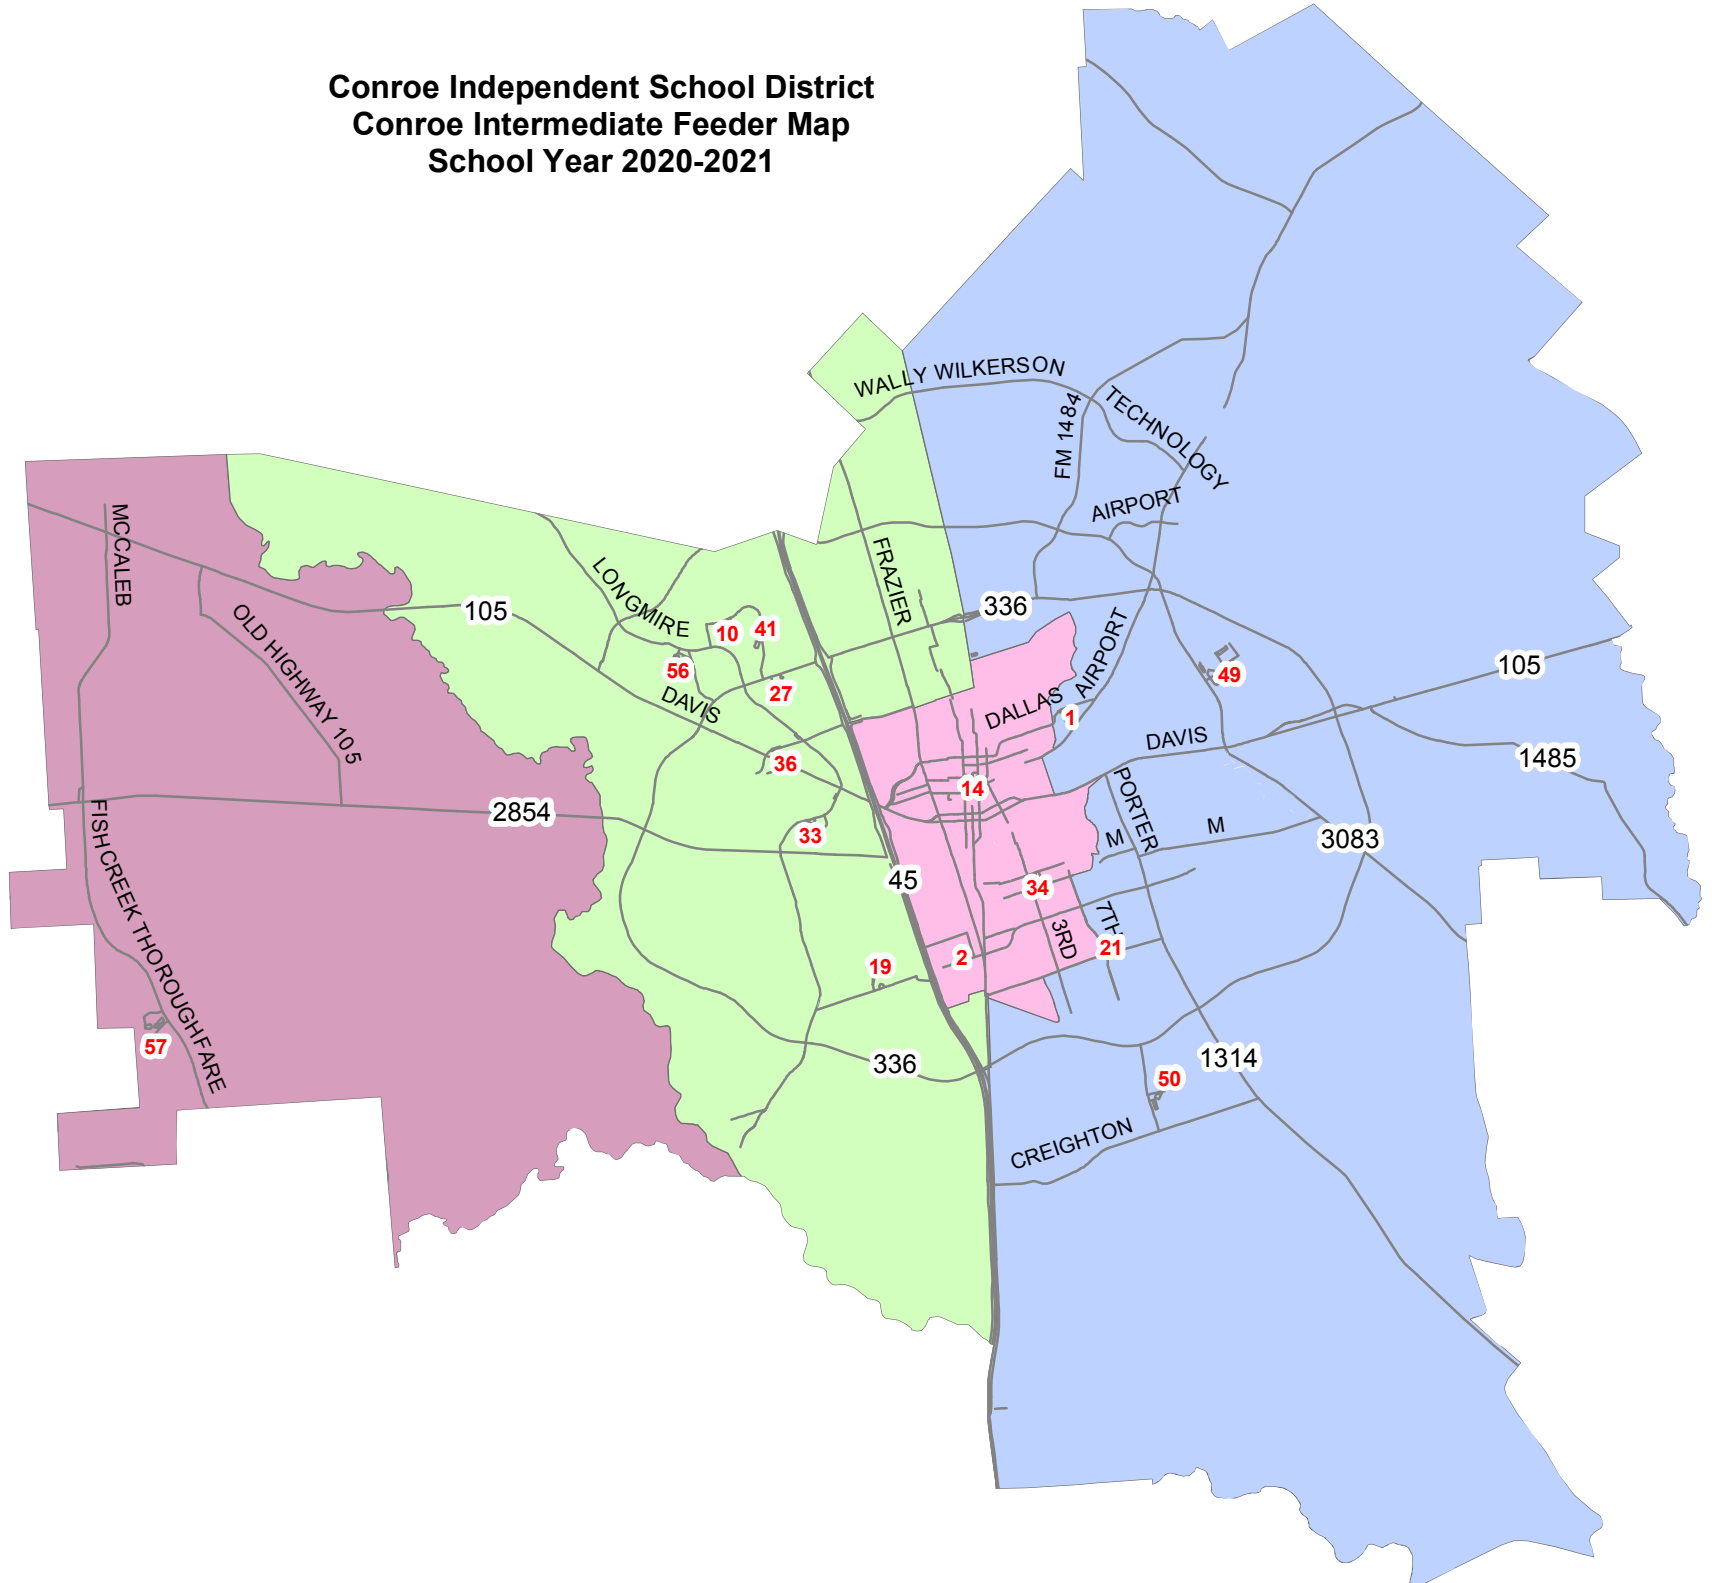 Conroe Independent School District
Conroe Intermediate Feeder Map
School Year 2020-2021
WALLY WILKERSON
TECHNOLOGY
FM 1484
AIRPORT
MCCALEB
FRAZIER
LONGMIRE
105
OLD HIGHWAY 105
336
10
41
56
27
DAVIS
AIRPORT
49
105
DALLAS
1
DAVIS
1485
36
14
PORTER
2854
33
M
M
3083
45
34
FISHCREEK THOROUGHFARE
3RD
7TH
21
2
19
57
336
1314
50
CREIGHTON